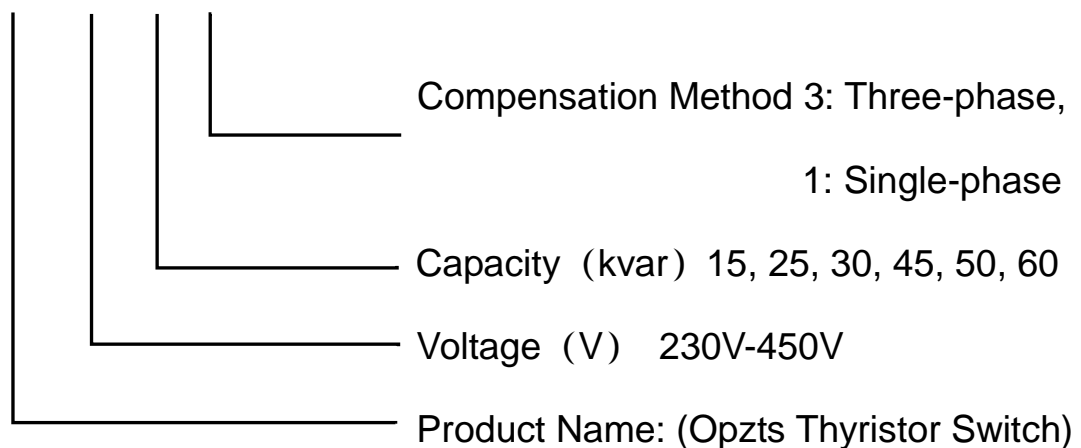 Compensation Method 3: Three-phase,
1: Single-phase
Capacity（kvar）15, 25, 30, 45, 50, 60
Voltage（V） 230V-450V
Product Name: (Opzts Thyristor Switch)